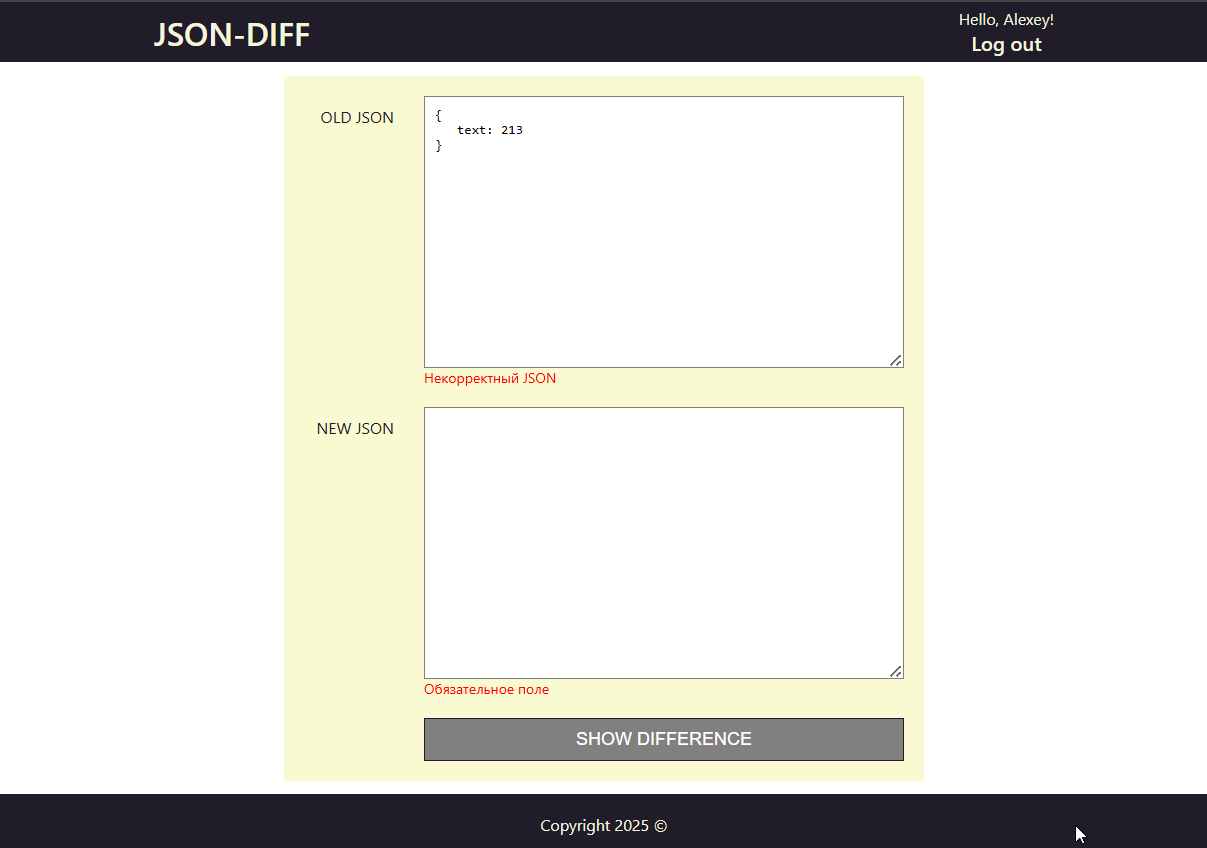 JSON-DIFF
Hello, Alexey!
Log out
OLD JSON
{
   text: 213
}
Некорректный JSON
NEW JSON
Обязательное поле
SHOW DIFFERENCE
Copyright 2025 ©